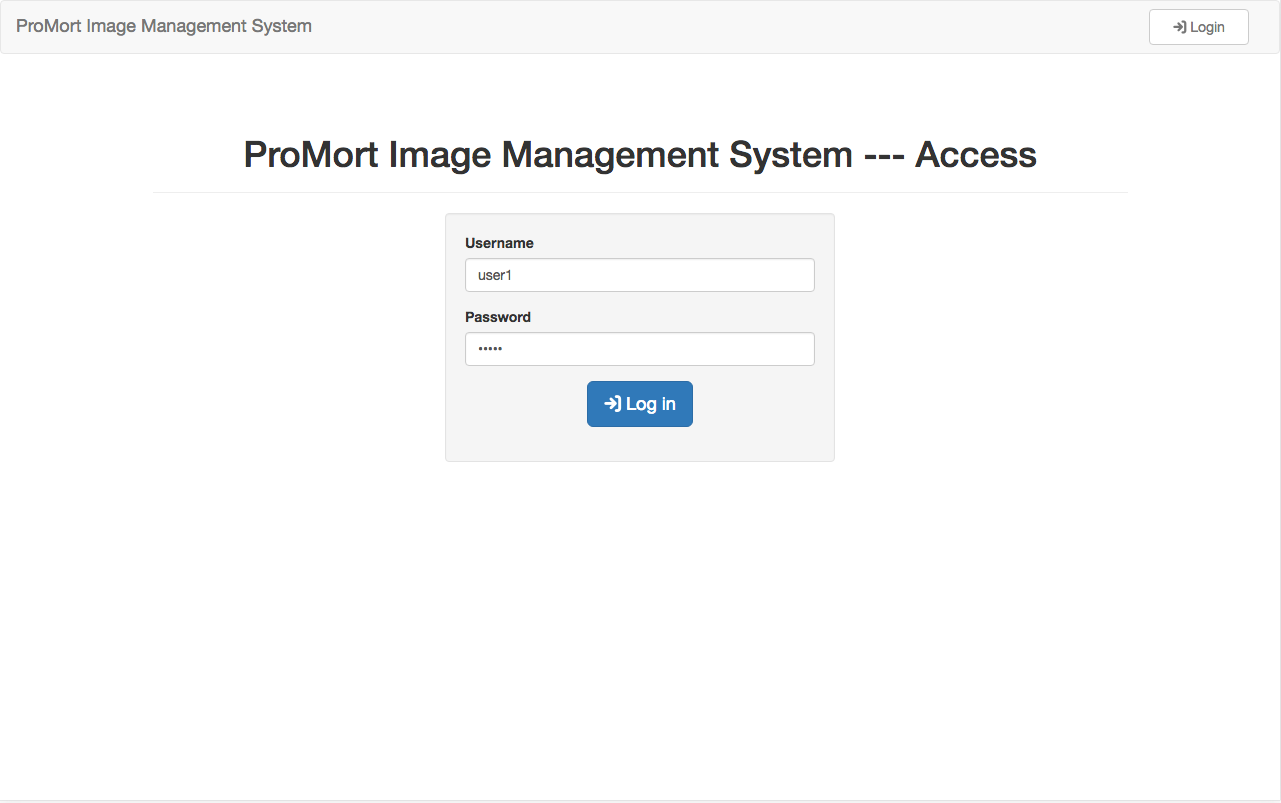 ProMort Image Management System
Login
ProMort Image Management System --- Access
Username
user1
Password
•••••
Log in